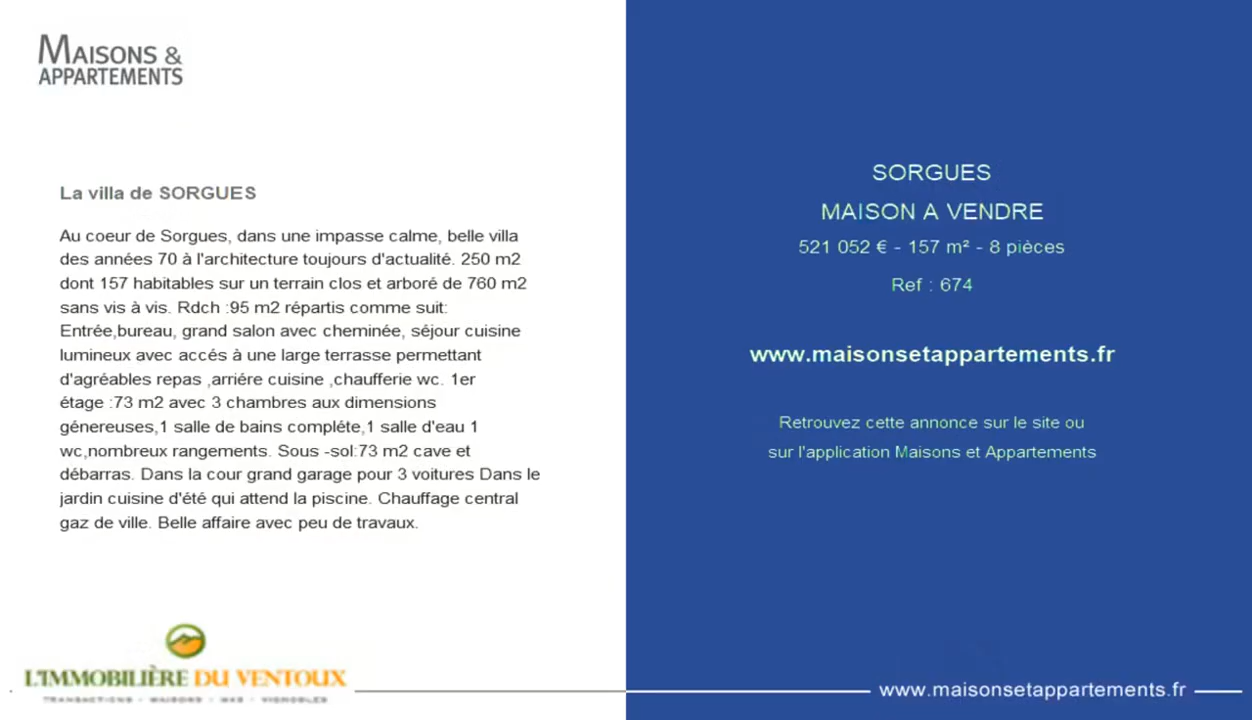 MAISONS &
APPARTEMENTS
La villa de SORGUES
Au coeur de Sorgues, dans une impasse calme, belle villa
des années 70 à l'architecture toujours d'actualité. 250 m2
dont 157 habitables sur un terrain clos et arboré de 760 m2
sans vis à vis. Rdch :95 m2 répartis comme suit:
Entrée,bureau, grand salon avec cheminée, séjour cuisine
lumineux avec accés à une large terrasse permettant
d'agréables repas ,arriére cuisine ,chaufferie wc. 1er
étage :73 m2 avec 3 chambres aux dimensions
génereuses,1 salle de bains compléte,1 salle d'eau 1
wc,nombreux rangements. Sous -sol:73 m2 cave et
débarras. Dans la cour grand garage pour 3 voitures Dans le
jardin cuisine d'été qui attend la piscine. Chauffage central
gaz de ville. Belle affaire avec peu de travaux.
L'IMMOBILIÈRE DU VENTOUX
TRANSACTIONS - MAISONS - MAS - VIGNOBLES
SORGUES
MAISON A VENDRE
521 052 € - 157 m² - 8 pièces
Ref : 674
www.maisonsetappartements.fr
Retrouvez cette annonce sur le site ou
sur l'application Maisons et Appartements
www.maisonsetappartements.fr